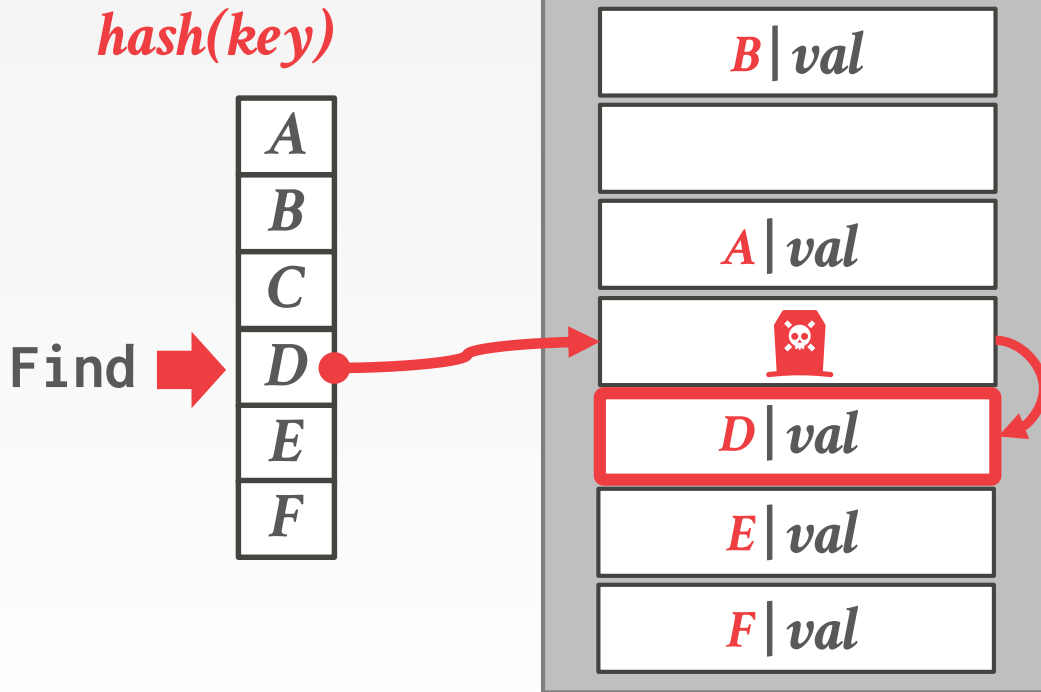 hash(key)
A
B
C
D
E
F
Find
B|val
A|val
D|val
E|val
F|val